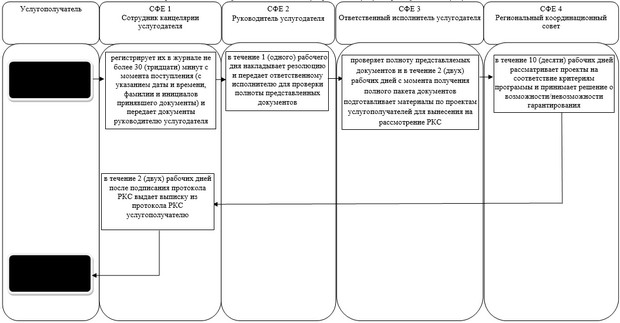 Услугополучатель
СФЕ 1
Сотрудник канцелярии
услугодателя
СФЕ 2
Руководитель услугодателя
СФЕ 3
Ответственный исполнитель услугодателя
СФЕ 4
Региональный координационный
совет
регистрирует их в журнале не
более 30 (тридцати) минут с
момента поступления (с
указанием даты и времени,
фамилии и инициалов
принявшего документы) и
передает документы
руководителю услугодателя
в течение 1 (одного) рабочего
дня накладывает резолюцию
и передает ответственному
исполнителю для проверки
полноты представленных
документов
проверяет полноту представляемых
документов и в течение 2 (двух)
рабочих дней с момента получения
полного пакета документов
подготавливает материалы по проектам
услугополучателей для вынесения на
рассмотрение РКС
в течение 10 (десяти) рабочих дней
рассматривает проекты на
соответствие критериям
программы и принимает решение о
возможности/невозможности
гарантирования
в течение 2 (двух) рабочих дней
после подписания протокола
РКС выдает выписку из
протокола РКС
услугополучателю